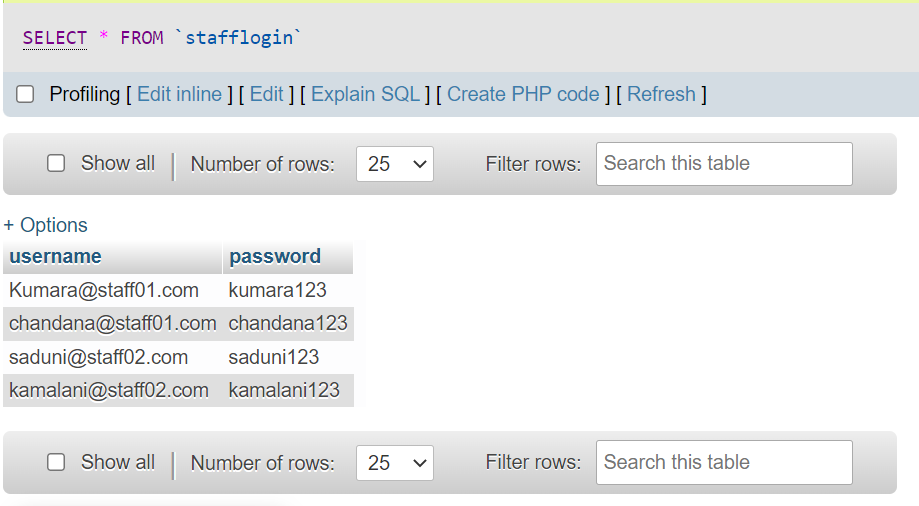 SELECT * FROM `stafflogin`
Profiling [ Edit inline ] [ Edit ] [ Explain SQL ] [ Create PHP code ] [ Refresh ]
Show all Number of rows: 25 Filter rows: Search this table
+ Options
username password
Kumara@staff01.com kumara123
chandana@staff01.com chandana123
saduni@staff02.com saduni123
kamalani@staff02.com kamalani123
Show all Number of rows: 25 Filter rows: Search this table